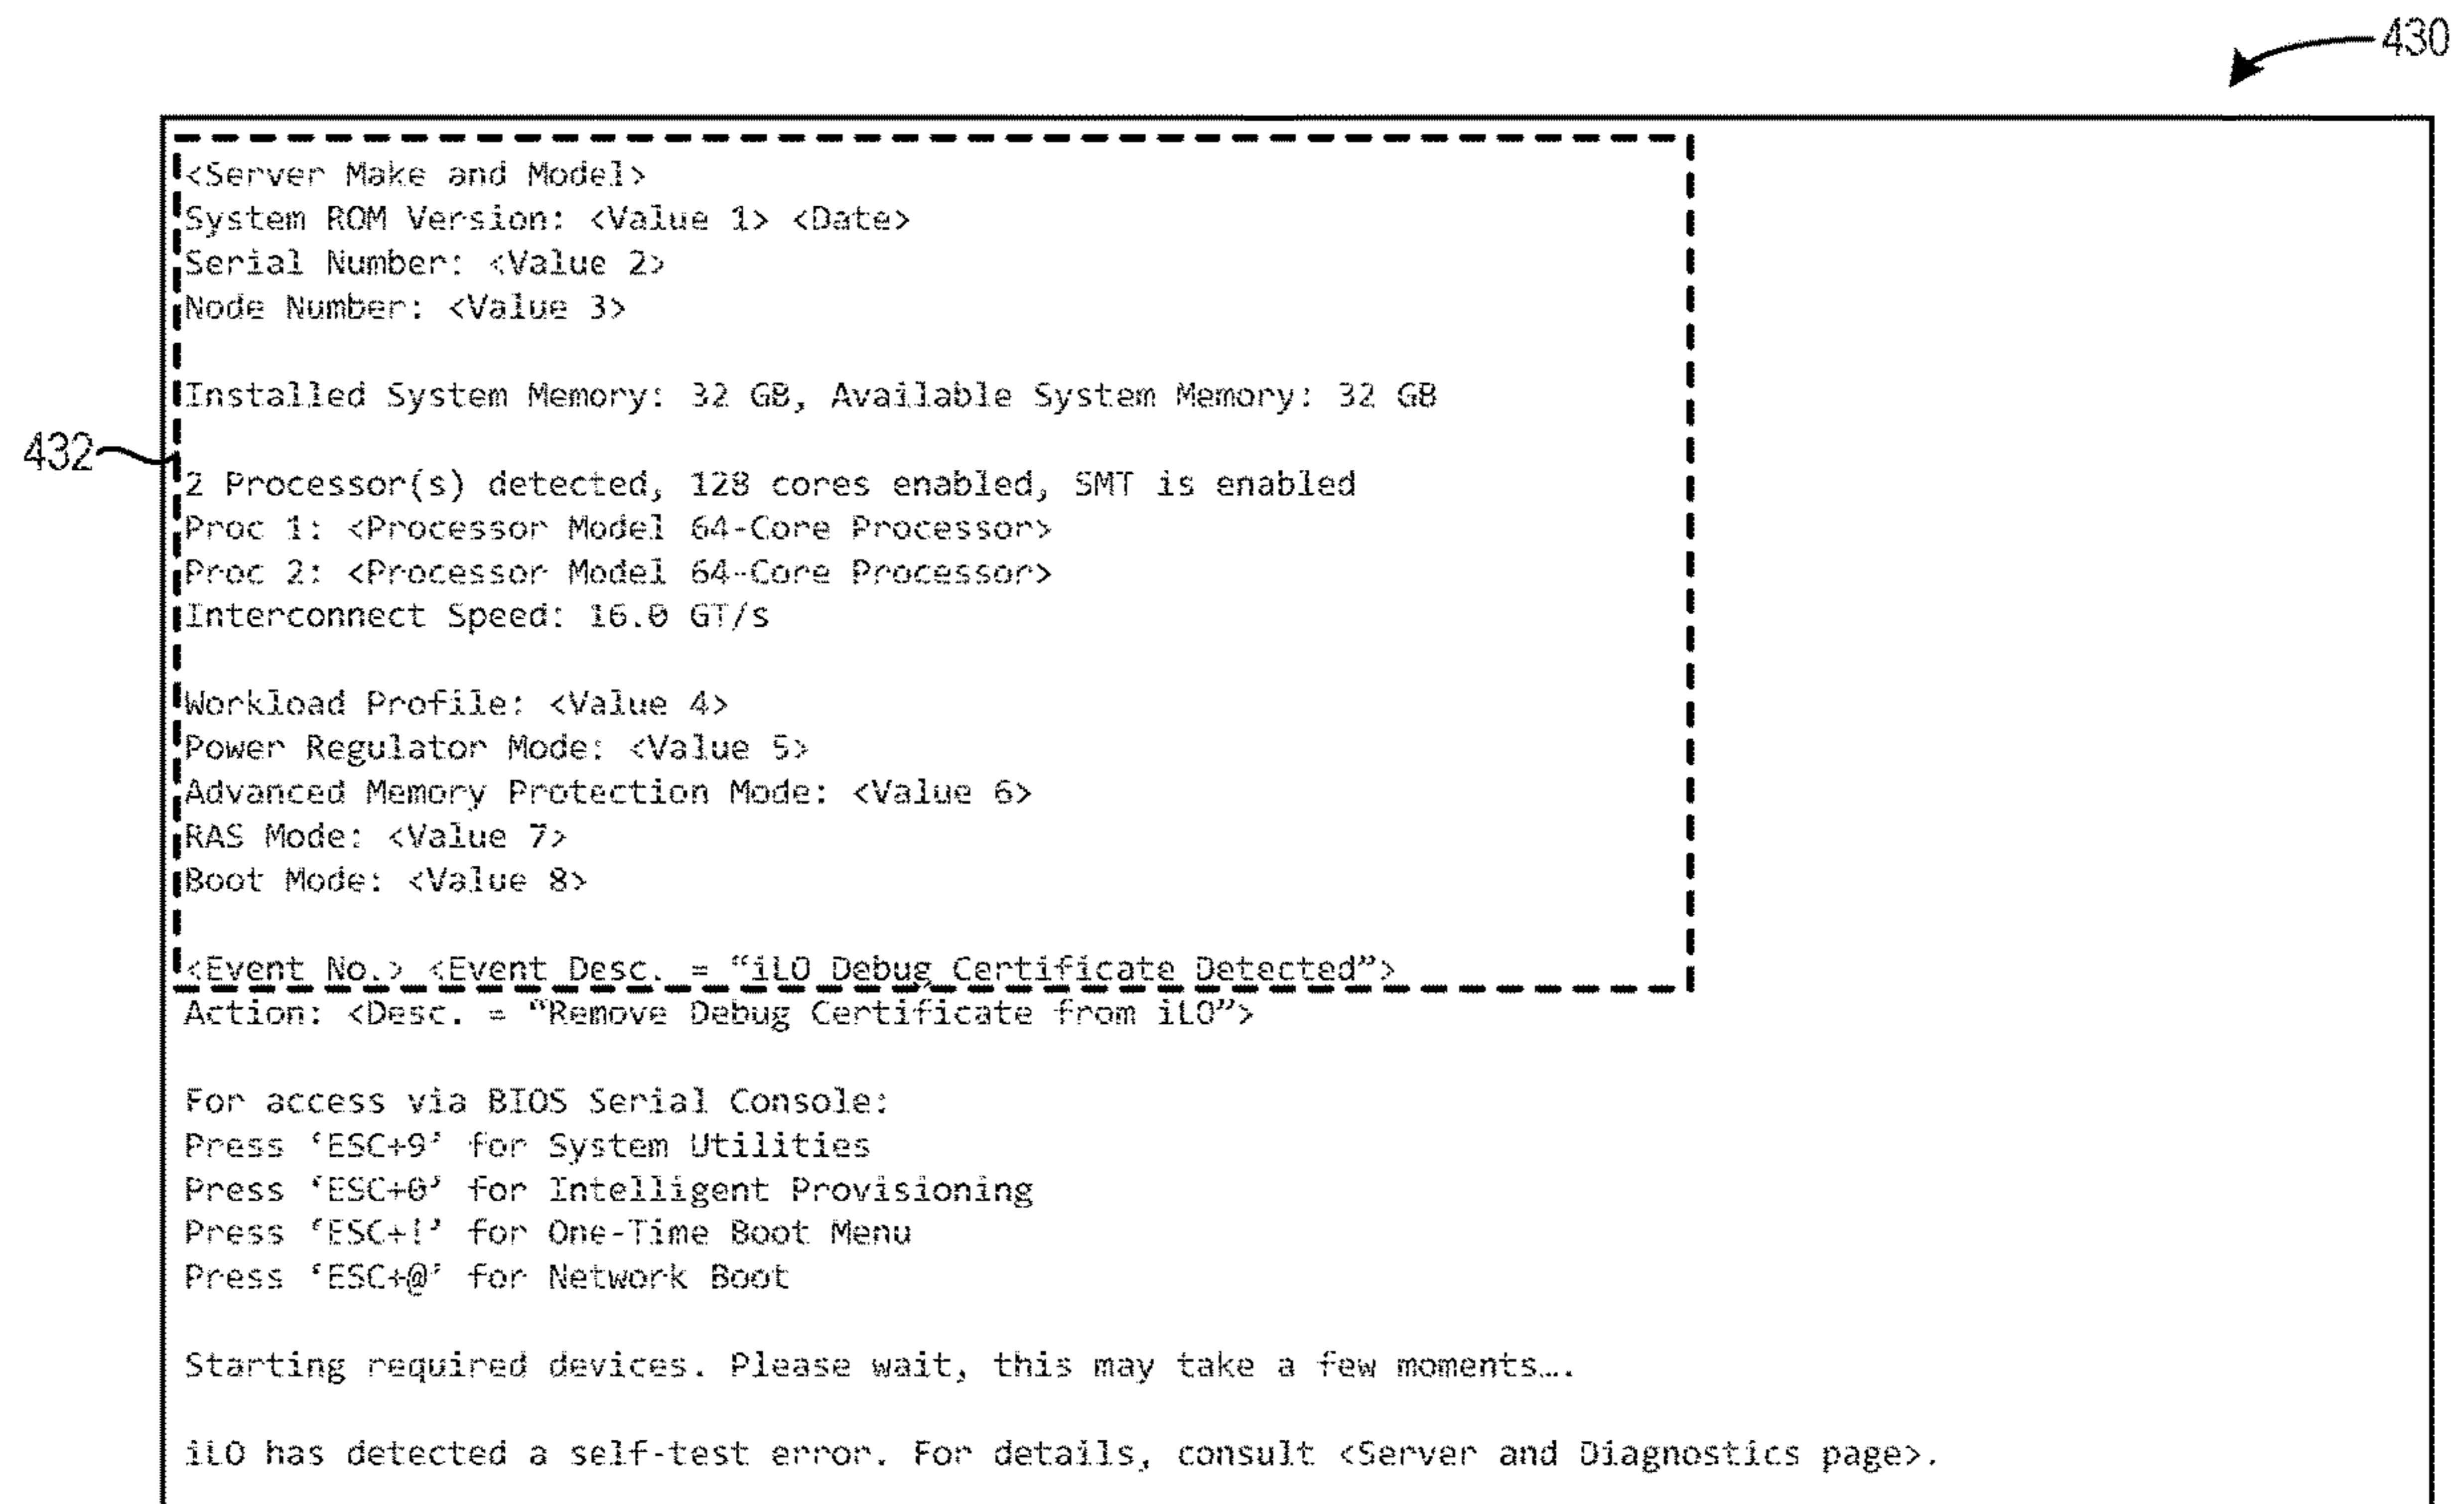 430
<Server Make and Model>
System ROM Version: <Value 1> <Date>
Serial Number: <Value 2>
Node Number: <Value 3>
Installed System Memory: 32 GB, Available System Memory: 32 GB
432
2 Processor(s) detected, 128 cores enabled, SMT is enabled
Proc 1: <Processor Model 64-Core Processor>
Proc 2: <Processor Model 64-Core Processor>
Interconnect Speed: 16.0 GT/s
Workload Profile: <Value 4>
Power Regulator Mode: <Value 5>
Advanced Memory Protection Mode: <Value 6>
RAS Mode: <Value 7>
Boot Mode: <Value 8>
<Event No.> <Event Desc. = “iLO Debug Certificate Detected”>
Action: <Desc. = “Remove Debug Certificate from iLO”>
For access via BIOS Serial Console:
Press ‘ESC+9’ for System Utilities
Press ‘ESC+0’ for Intelligent Provisioning
Press ‘ESC+!’ for One-Time Boot Menu
Press ‘ESC+@’ for Network Boot
Starting required devices. Please wait, this may take a few moments….
iLO has detected a self-test error. For details, consult <Server and Diagnostics page>.